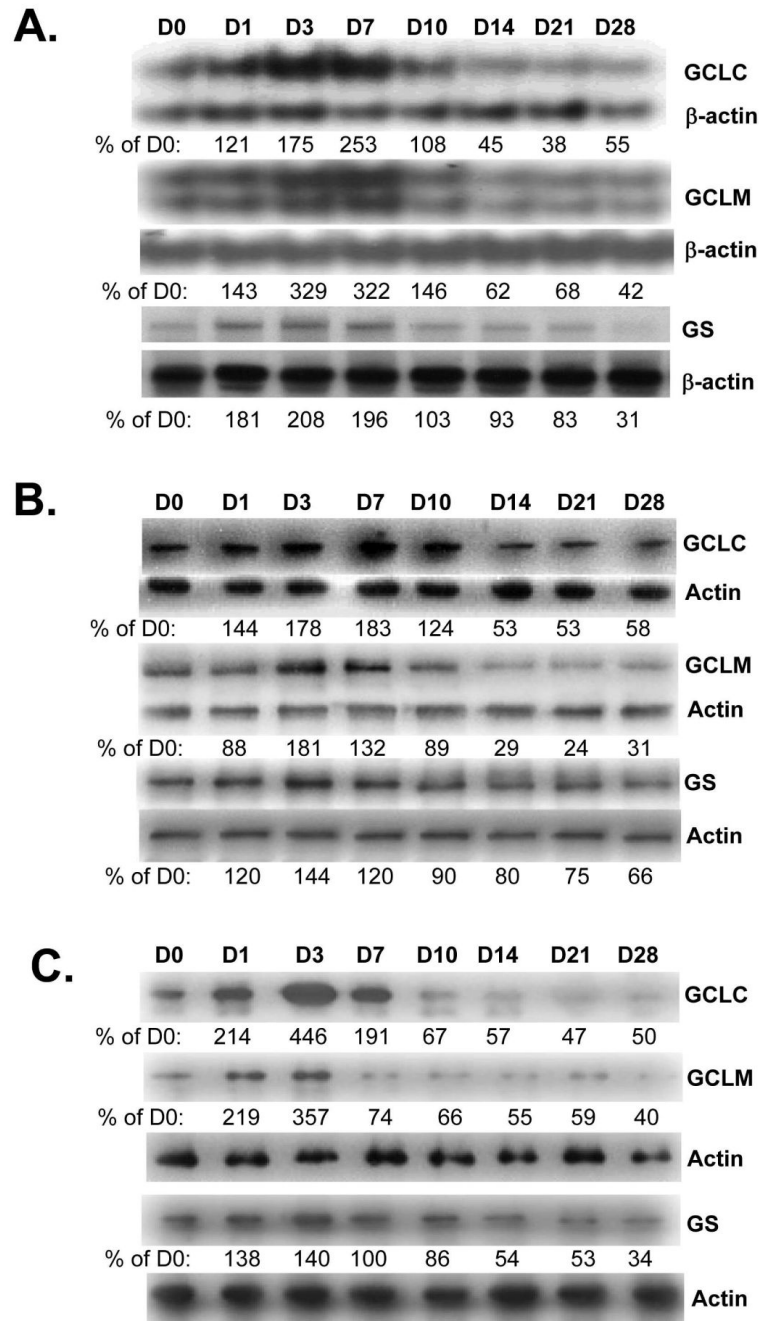 A.
D0 D1 D3 D7 D10 D14 D21 D28
GCLC
β-actin
% of D0: 121 175 253 108 45 38 55
GCLM
β-actin
% of D0: 143 329 322 146 62 68 42
GS
β-actin
% of D0: 181 208 196 103 93 83 31
B.
D0 D1 D3 D7 D10 D14 D21 D28
GCLC
Actin
% of D0: 144 178 183 124 53 53 58
GCLM
Actin
% of D0: 88 181 132 89 29 24 31
GS
Actin
% of D0: 120 144 120 90 80 75 66
C.
D0 D1 D3 D7 D10 D14 D21 D28
GCLC
% of D0: 214 446 191 67 57 47 50
GCLM
% of D0: 219 357 74 66 55 59 40
Actin
GS
% of D0: 138 140 100 86 54 53 34
Actin